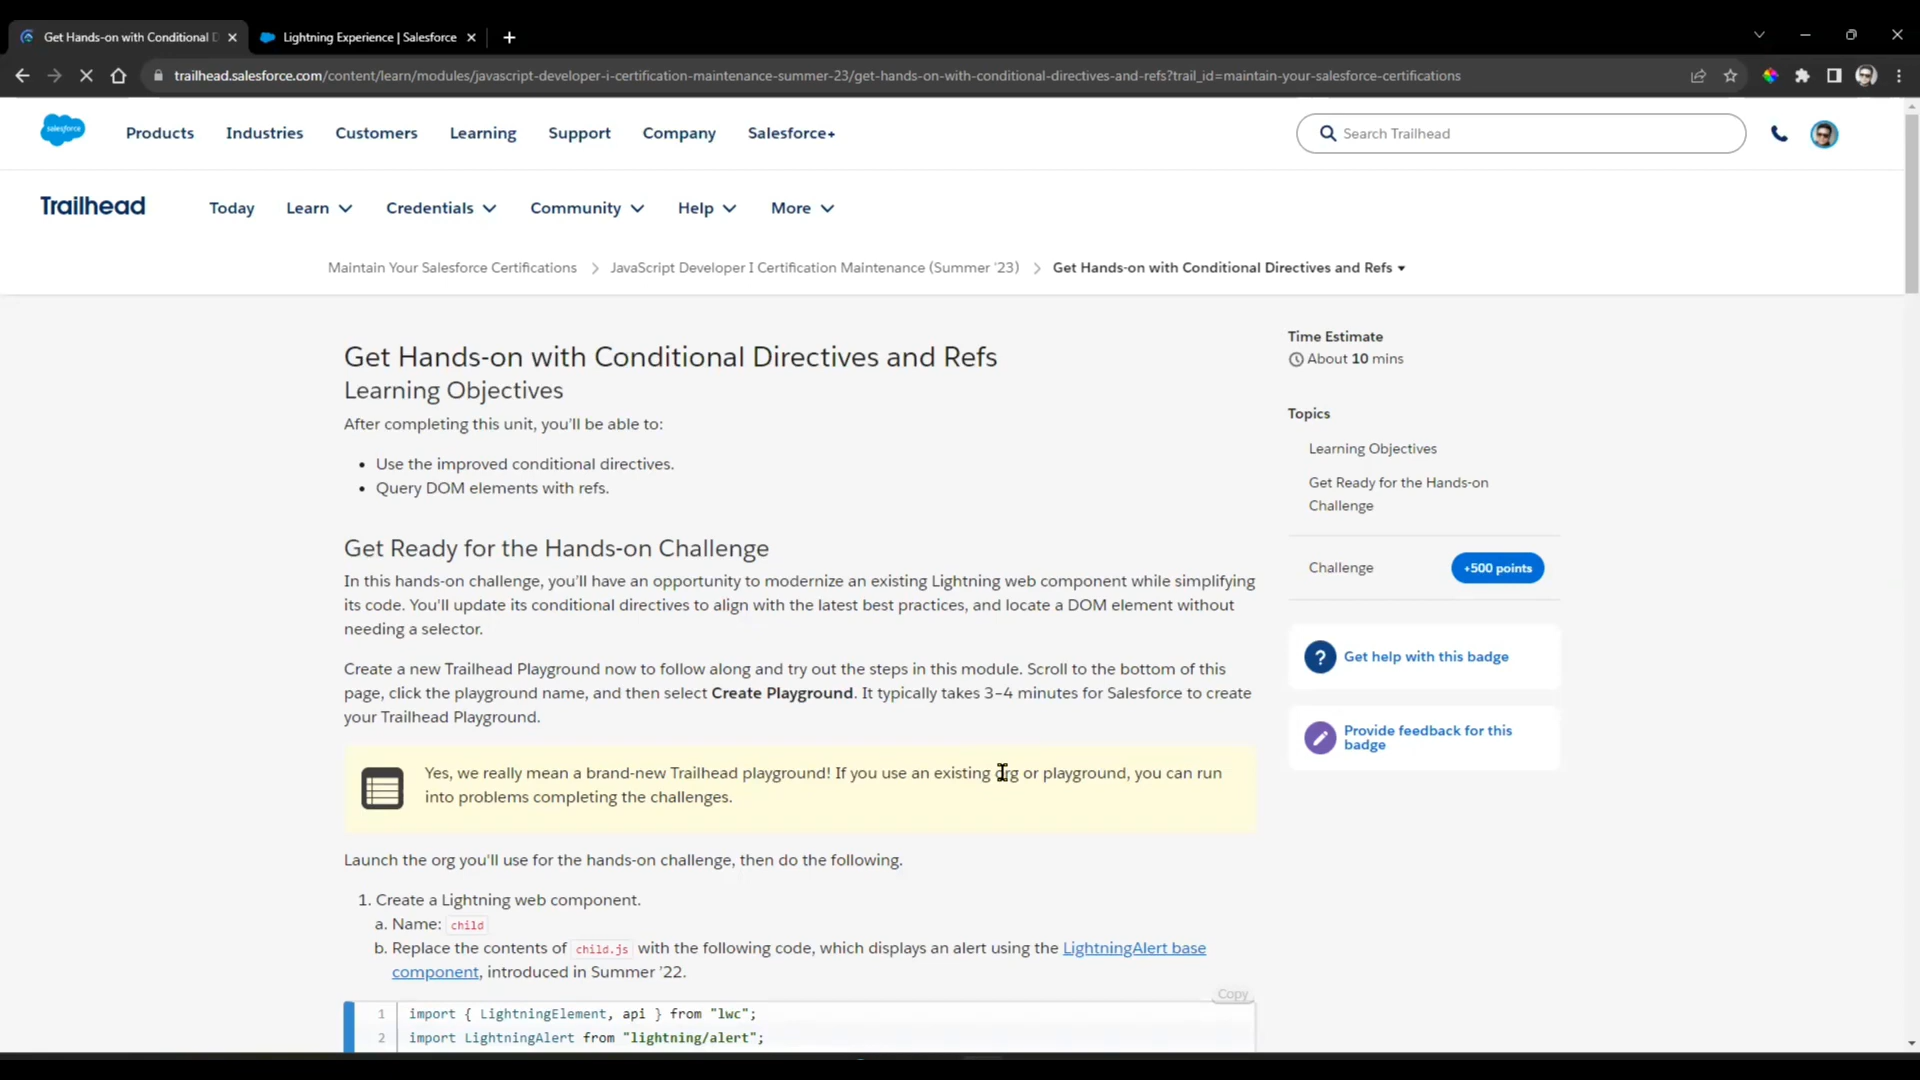 Get Hands-on with Conditional D
Lightning Experience | Salesforce
trailhead.salesforce.com/content/learn/modules/javascript-developer-i-certification-maintenance-summer-23/get-hands-on-with-conditional-directives-and-refs?trail_id=maintain-your-salesforce-certifications
salesforce
Products
Industries
Customers
Learning
Support
Company
Salesforce+
Search Trailhead
Trailhead
Today
Learn
Credentials
Community
Help
More
Maintain Your Salesforce Certifications
JavaScript Developer I Certification Maintenance (Summer '23)
Get Hands-on with Conditional Directives and Refs
Get Hands-on with Conditional Directives and Refs
Learning Objectives
After completing this unit, you'll be able to:
• Use the improved conditional directives.
• Query DOM elements with refs.
Get Ready for the Hands-on Challenge
In this hands-on challenge, you'll have an opportunity to modernize an existing Lightning web component while simplifying
its code. You'll update its conditional directives to align with the latest best practices, and locate a DOM element without
needing a selector.
Create a new Trailhead Playground now to follow along and try out the steps in this module. Scroll to the bottom of this
page, click the playground name, and then select Create Playground. It typically takes 3–4 minutes for Salesforce to create
your Trailhead Playground.
Yes, we really mean a brand-new Trailhead playground! If you use an existing org or playground, you can run
into problems completing the challenges.
Launch the org you'll use for the hands-on challenge, then do the following.
1. Create a Lightning web component.
a. Name: child
b. Replace the contents of child.js with the following code, which displays an alert using the LightningAlert base
component, introduced in Summer '22.
Copy
1 import { LightningElement, api } from "lwc";
2 import LightningAlert from "lightning/alert";
Time Estimate
About 10 mins
Topics
Learning Objectives
Get Ready for the Hands-on
Challenge
Challenge
+500 points
Get help with this badge
Provide feedback for this
badge